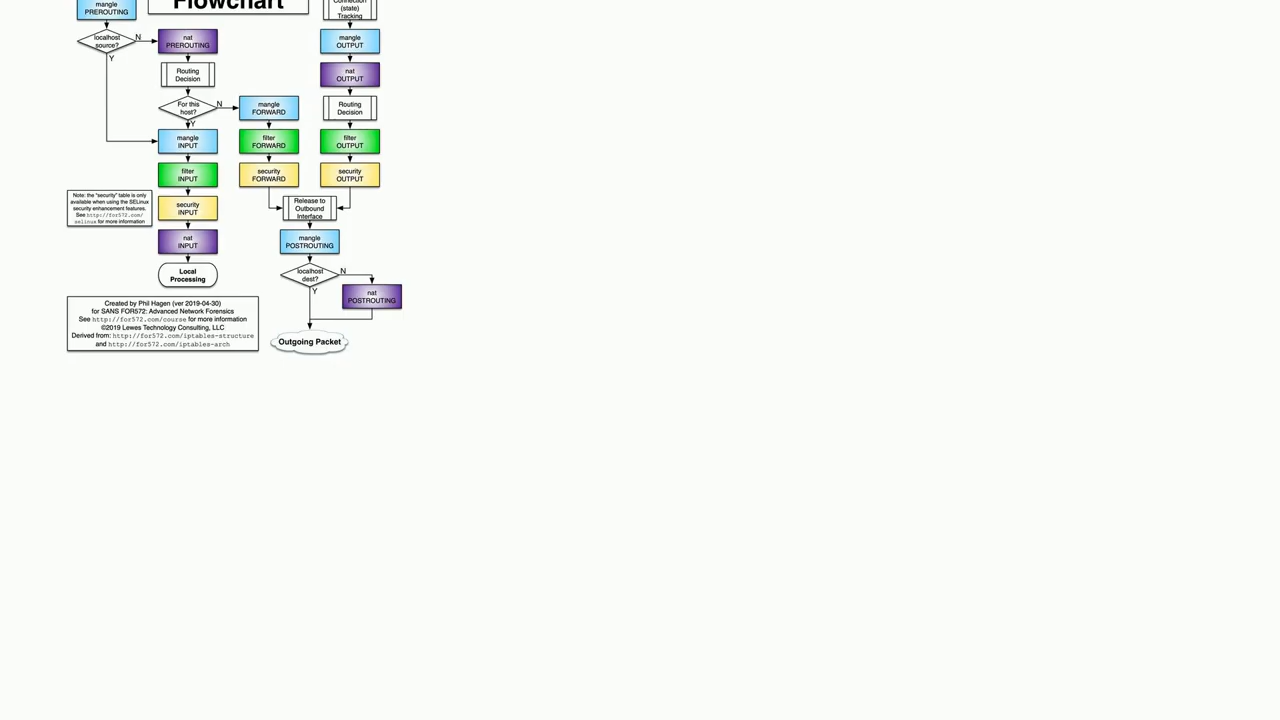 mangle
PREROUTING
Flowchart
Connection
(state)
Tracking
localhost
source?
N
Y
nat
PREROUTING
mangle
OUTPUT
Routing
Decision
nat
OUTPUT
For this
host?
N
Y
mangle
FORWARD
Routing
Decision
mangle
INPUT
filter
FORWARD
filter
OUTPUT
filter
INPUT
security
FORWARD
security
OUTPUT
Note: the "security" table is only
available when using the SELinux
security enhancement features.
See http://for572.com/
selinux for more information
security
INPUT
Release to
Outbound
Interface
nat
INPUT
mangle
POSTROUTING
Local
Processing
localhost
dest?
N
Y
nat
POSTROUTING
Created by Phil Hagen (ver 2019-04-30)
for SANS FOR572: Advanced Network Forensics
See http://for572.com/course for more information
©2019 Lewes Technology Consulting, LLC
Derived from: http://for572.com/iptables-structure
and http://for572.com/iptables-arch
Outgoing Packet